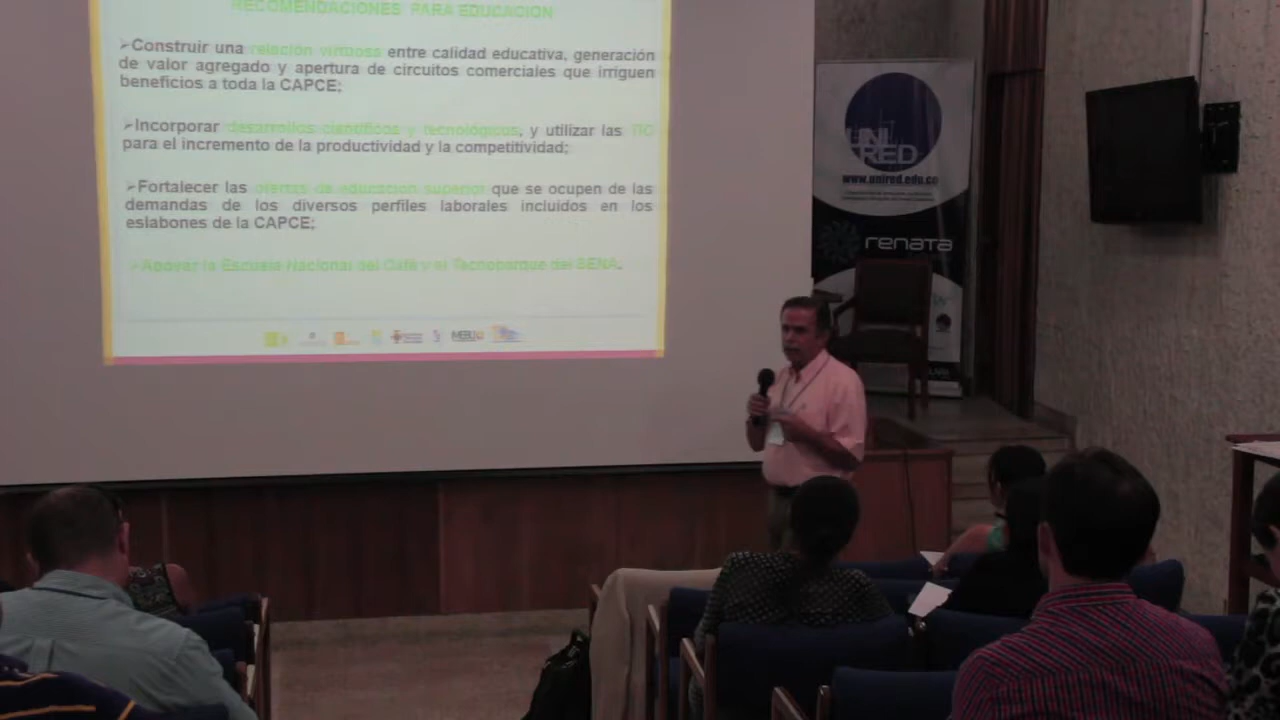 RECOMENDACIONES PARA EDUCACIÓN
➢Construir una relación virtuosa entre calidad educativa, generación
de valor agregado y apertura de circuitos comerciales que irriguen
beneficios a toda la CAPCE;
➢Incorporar desarrollos científicos y tecnológicos, y utilizar las TIC
para el incremento de la productividad y la competitividad;
➢Fortalecer las ofertas de educación superior que se ocupen de las
demandas de los diversos perfiles laborales incluidos en los
eslabones de la CAPCE;
➢Apoyar la Escuela Nacional del Café y el Tecnoparque del SENA.
UNI
RED
www.unired.edu.co
renata